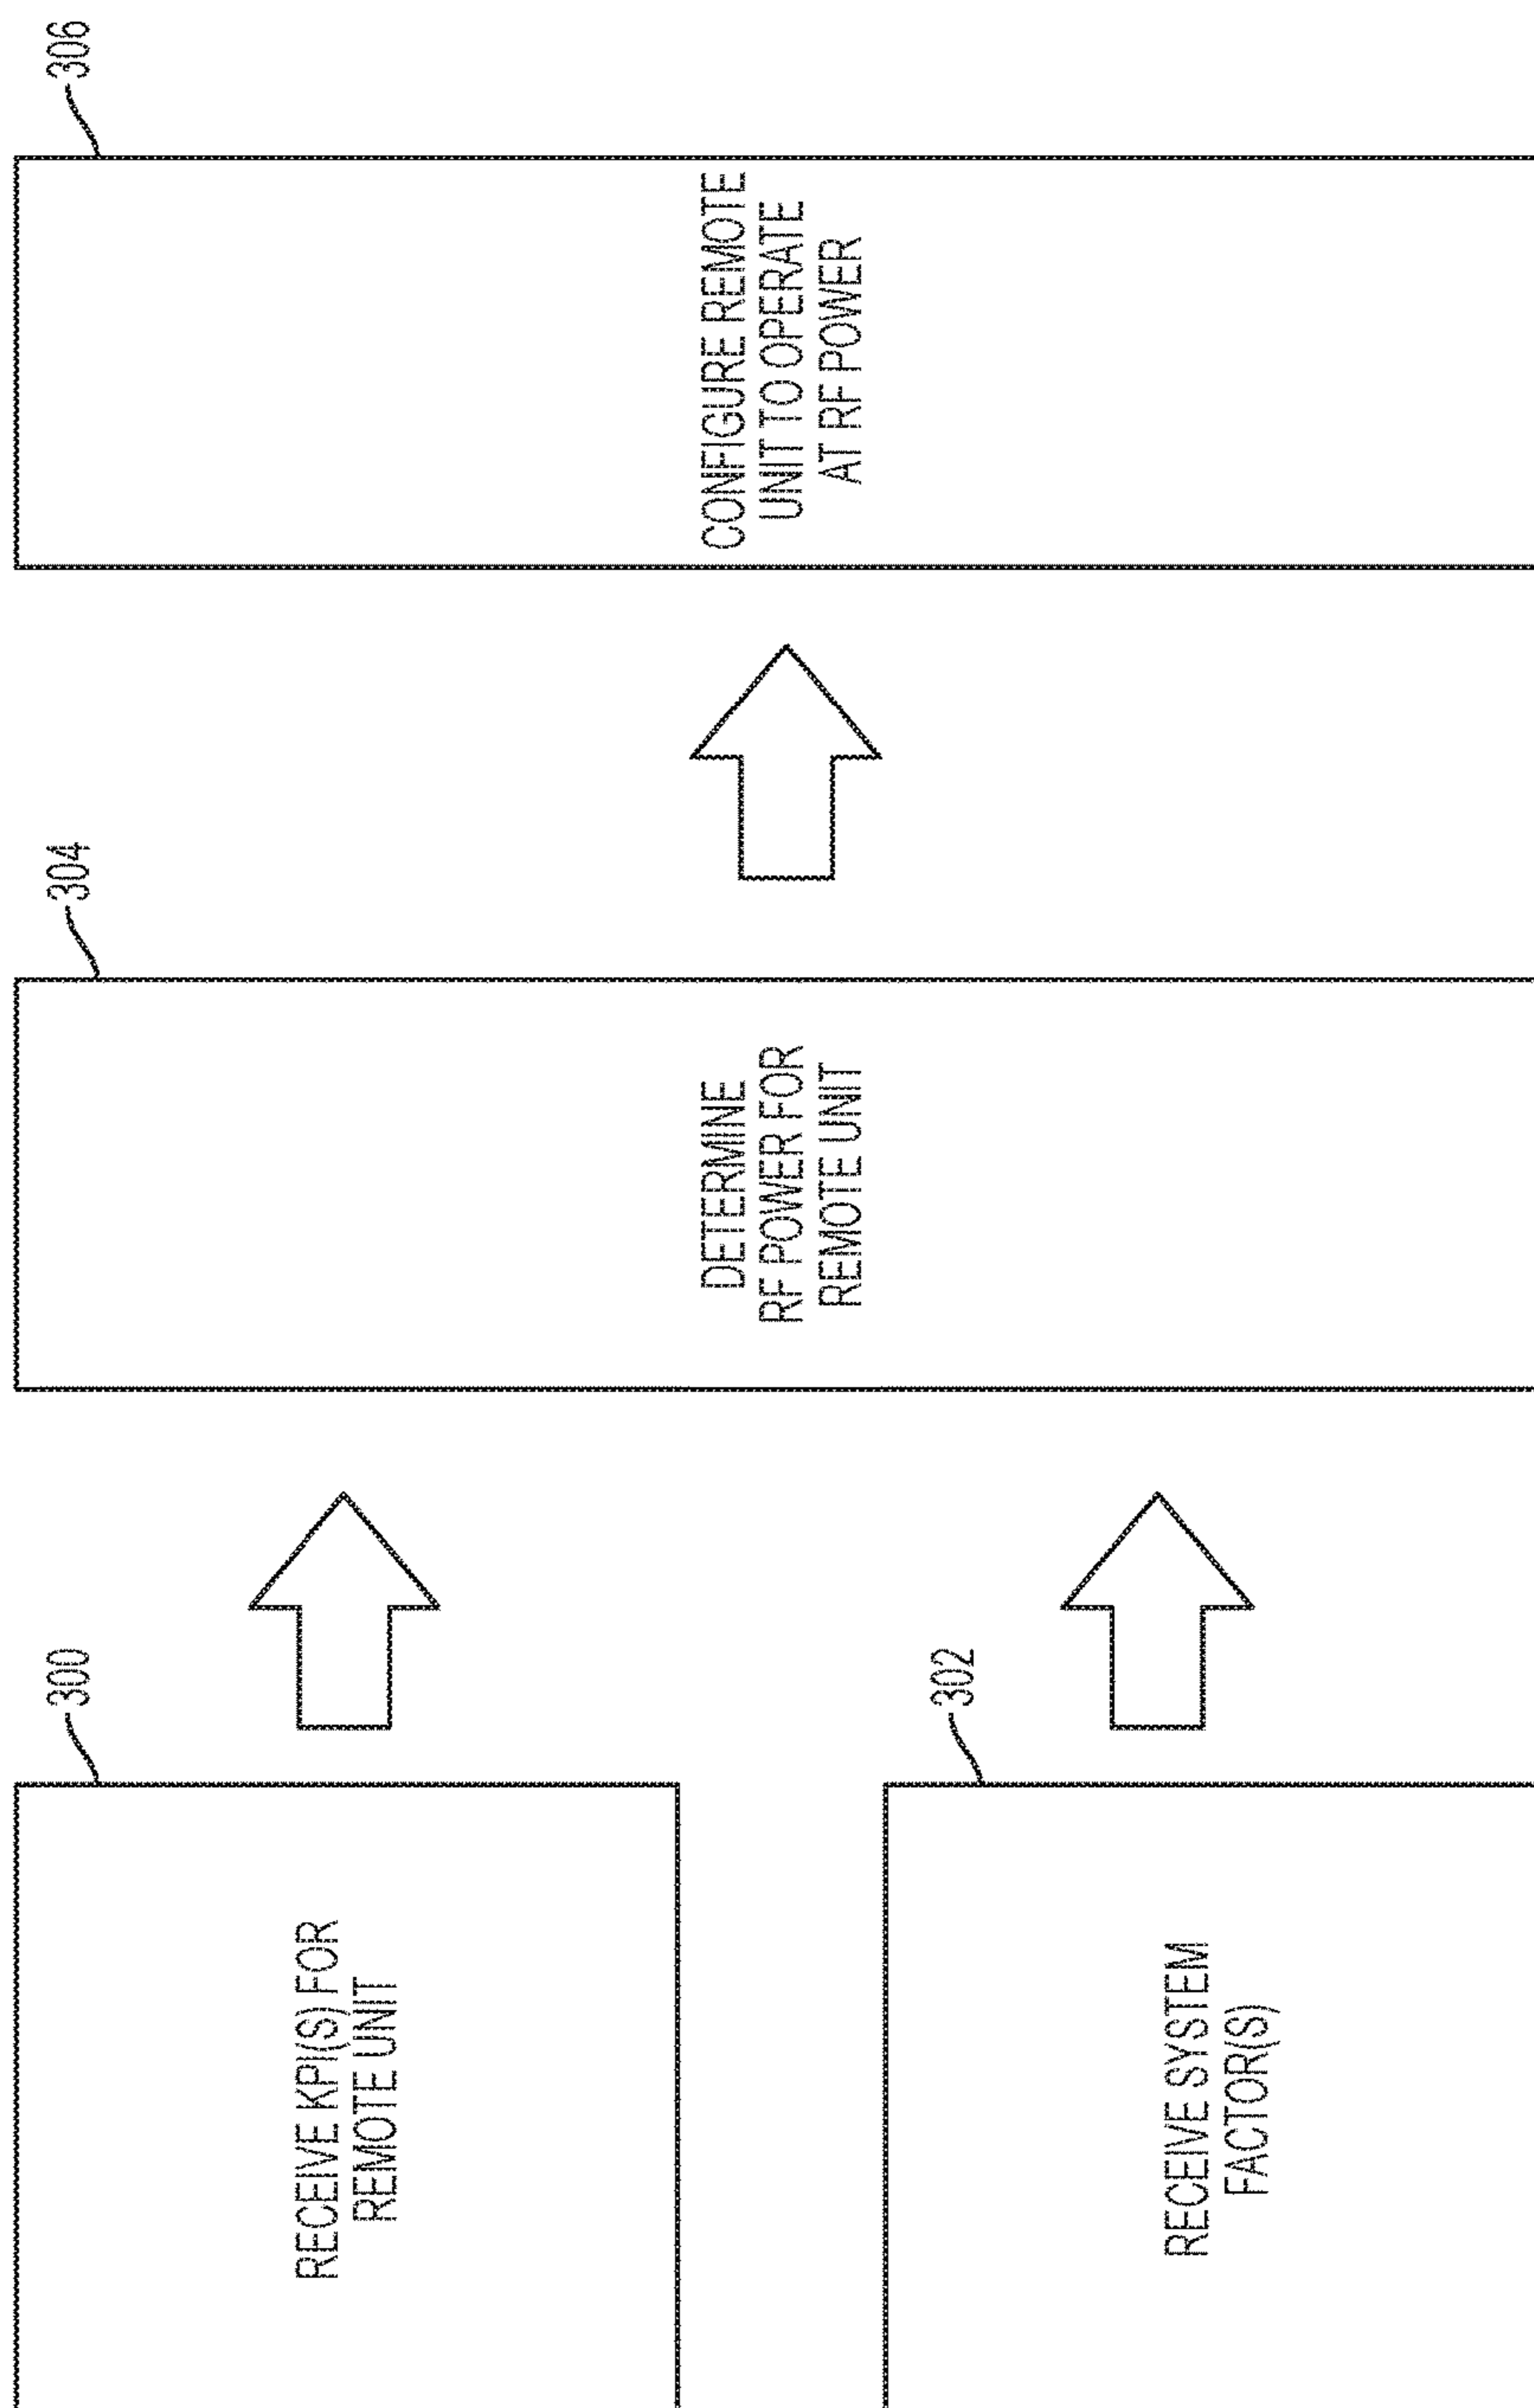 300
RECEIVE KPI(S) FOR
REMOTE UNIT
302
RECEIVE SYSTEM
FACTOR(S)
304
DETERMINE
RF POWER FOR
REMOTE UNIT
306
CONFIGURE REMOTE
UNIT TO OPERATE
AT RF POWER